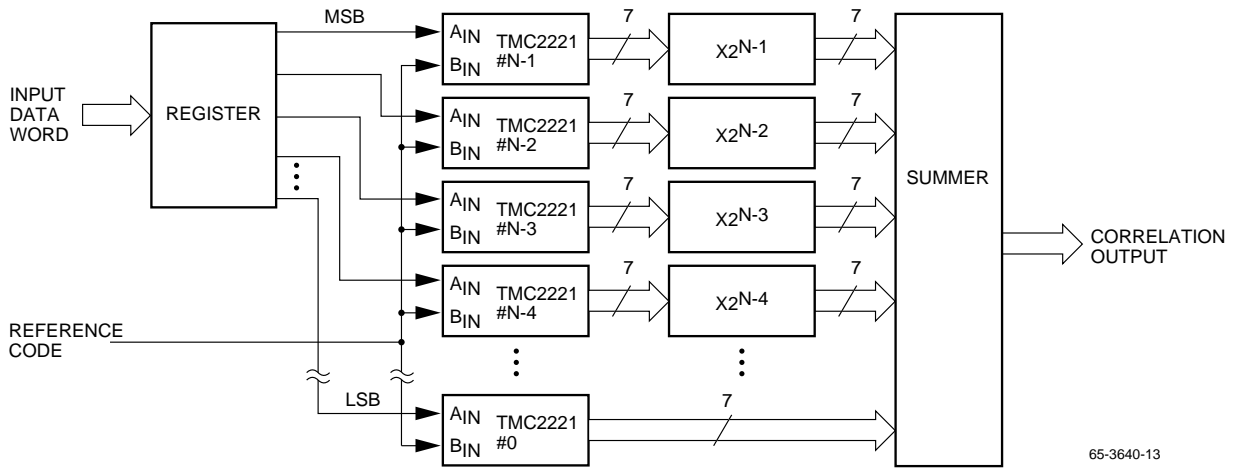 MSB
INPUT
DATA
WORD
REGISTER
AIN
BIN
TMC2221
#N-1
7
X2N-1
7
AIN
BIN
TMC2221
#N-2
7
X2N-2
7
AIN
BIN
TMC2221
#N-3
7
X2N-3
7
AIN
BIN
TMC2221
#N-4
7
X2N-4
7
SUMMER
CORRELATION
OUTPUT
REFERENCE
CODE
LSB
AIN
BIN
TMC2221
#0
7
65-3640-13